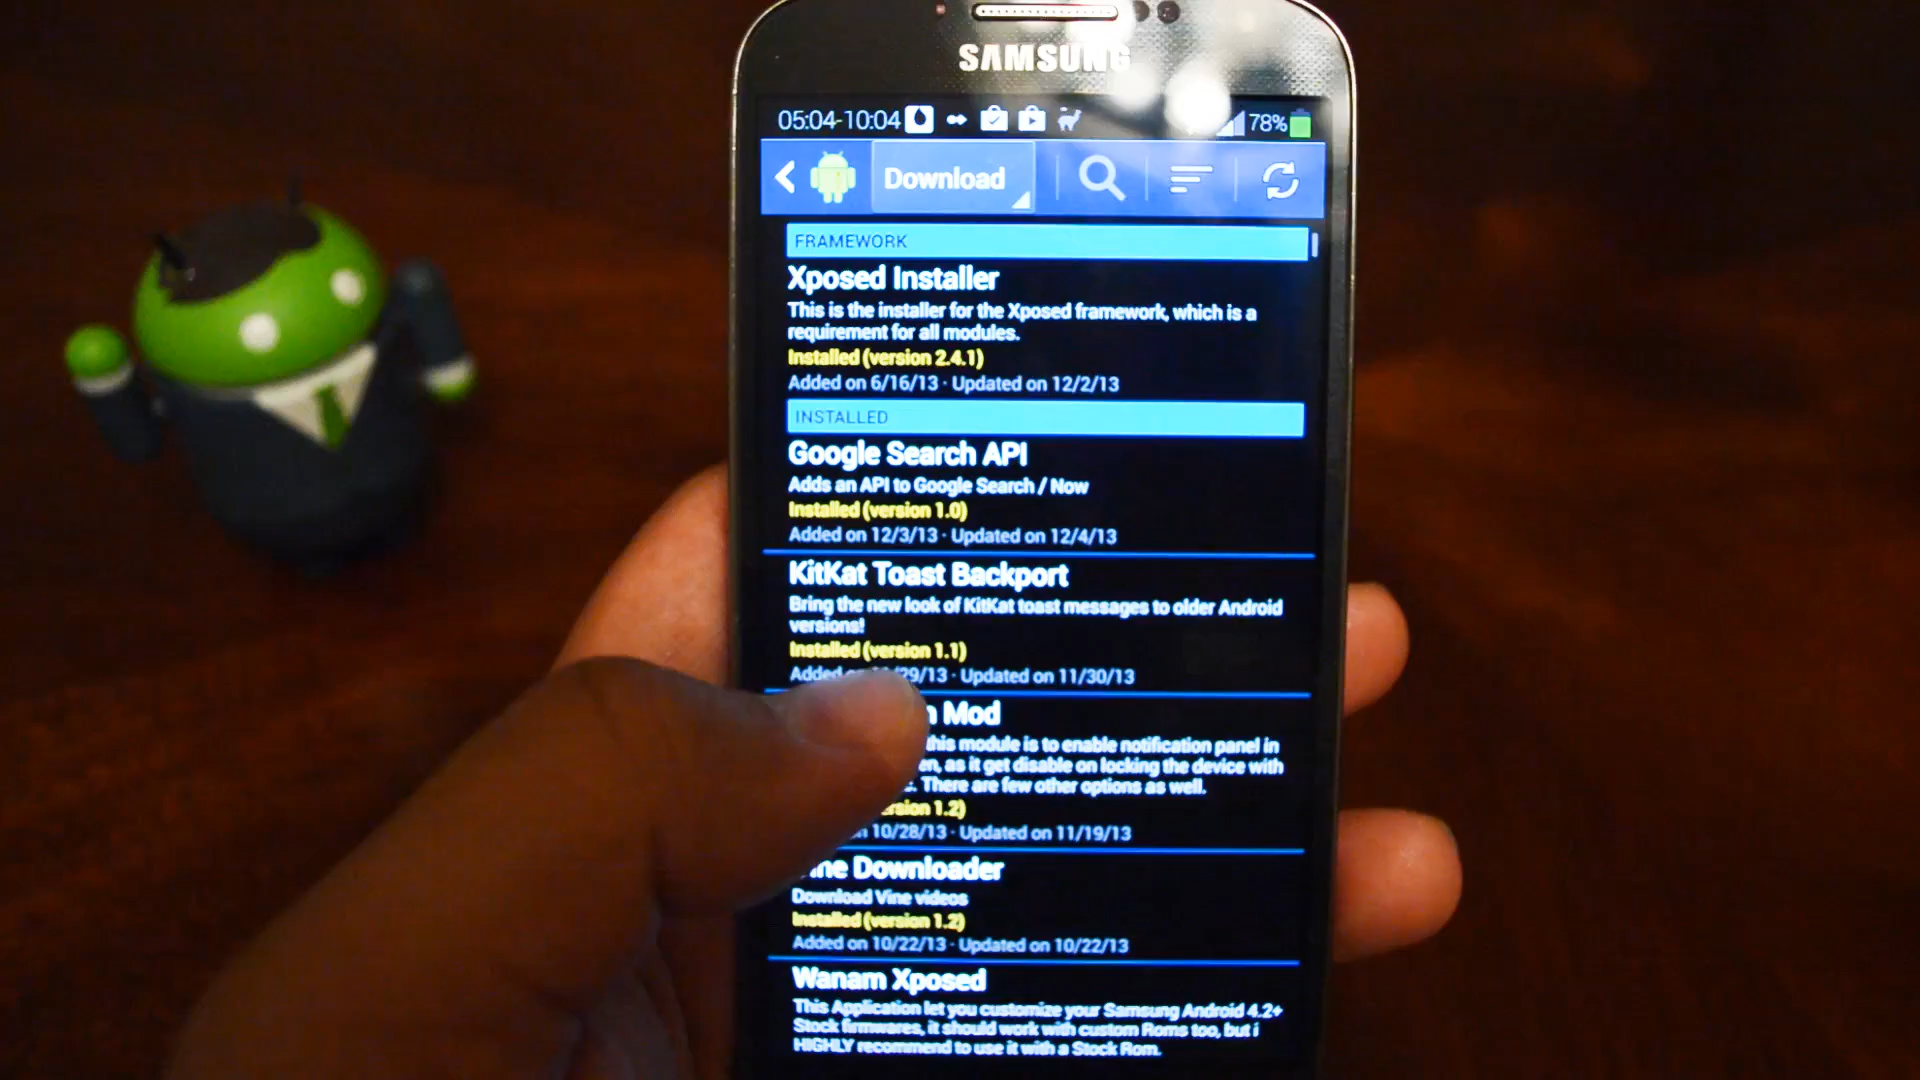 SAMSUNG
05:04-10:04 78%
Download
FRAMEWORK
Xposed Installer
This is the installer for the Xposed framework, which is a
requirement for all modules.
Installed (version 2.4.1)
Added on 6/16/13 · Updated on 12/2/13
INSTALLED
Google Search API
Adds an API to Google Search / Now
Installed (version 1.0)
Added on 12/3/13 · Updated on 12/4/13
KitKat Toast Backport
Bring the new look of KitKat toast messages to older Android
versions!
Installed (version 1.1)
Added 29/13 · Updated on 11/30/13
Mod
this module is to enable notification panel in
as it get disable on locking the device with
There are few other options as well.
1.2)
10/28/13 · Updated on 11/19/13
Downloader
Download Vine videos
Installed (version 1.2)
Added on 10/22/13 · Updated on 10/22/13
Wanam Xposed
This Application let you customize your Samsung Android 4.2+
Stock firmwares, it should work with custom Roms too, but i
HIGHLY recommend to use it with a Stock Rom.